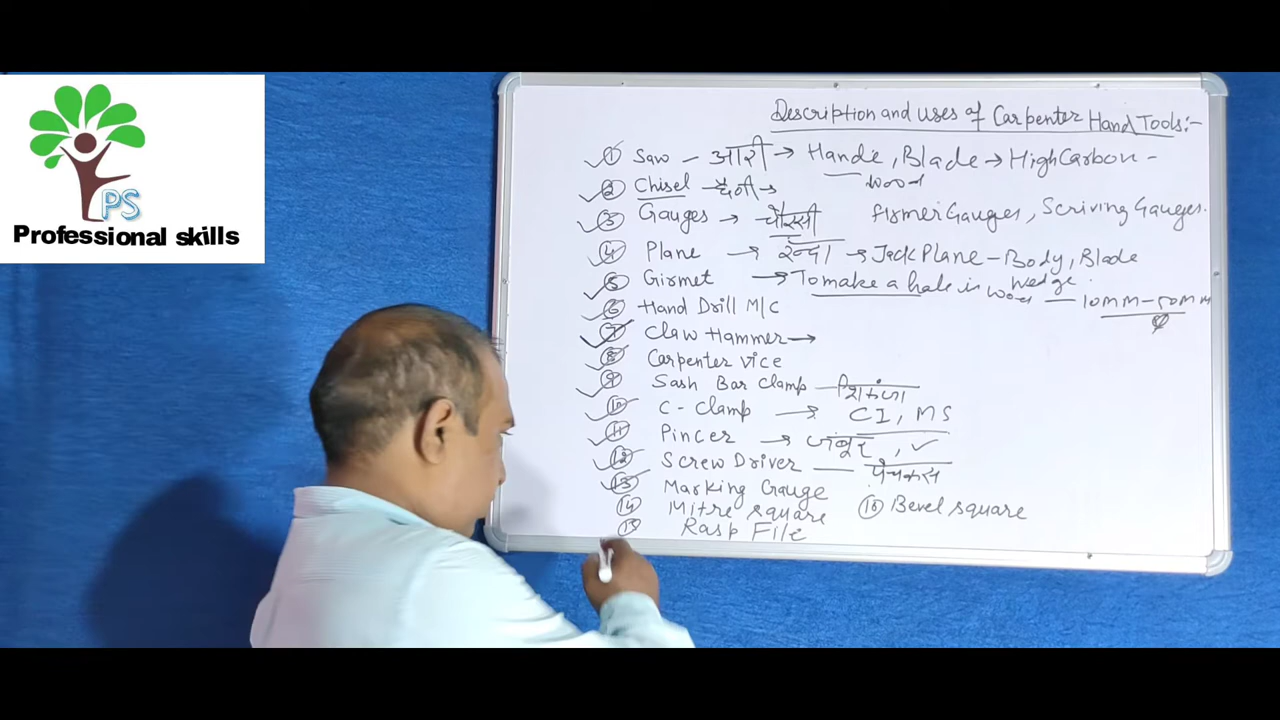 PS
Professional skills
Description and uses of Carpenter Hand Tools:-
① Saw - आरी → Handle, Blade → High Carbon -
wood
② Chisel → छैनी →
③ Gauges → चौरसी firmer Gauges, Scriving Gauges.
④ Plane → रन्दा → Jack Plane - Body, Blade
wedge.
⑤ Girmet → To make a hole in wood — 10MM - 50MM
⑥ Hand Drill M/C
⑦ Claw Hammer →
⑧ Carpenter vice
⑨ Sash Bar Clamp — शिकंजा
⑩ C - Clamp → CI, MS
⑪ Pincer → जंबूर, ✓
⑫ Screw Driver — पेचकस
⑬ Marking Gauge
⑭ Mitre square ⑯ Bevel square
⑮ Rasp File